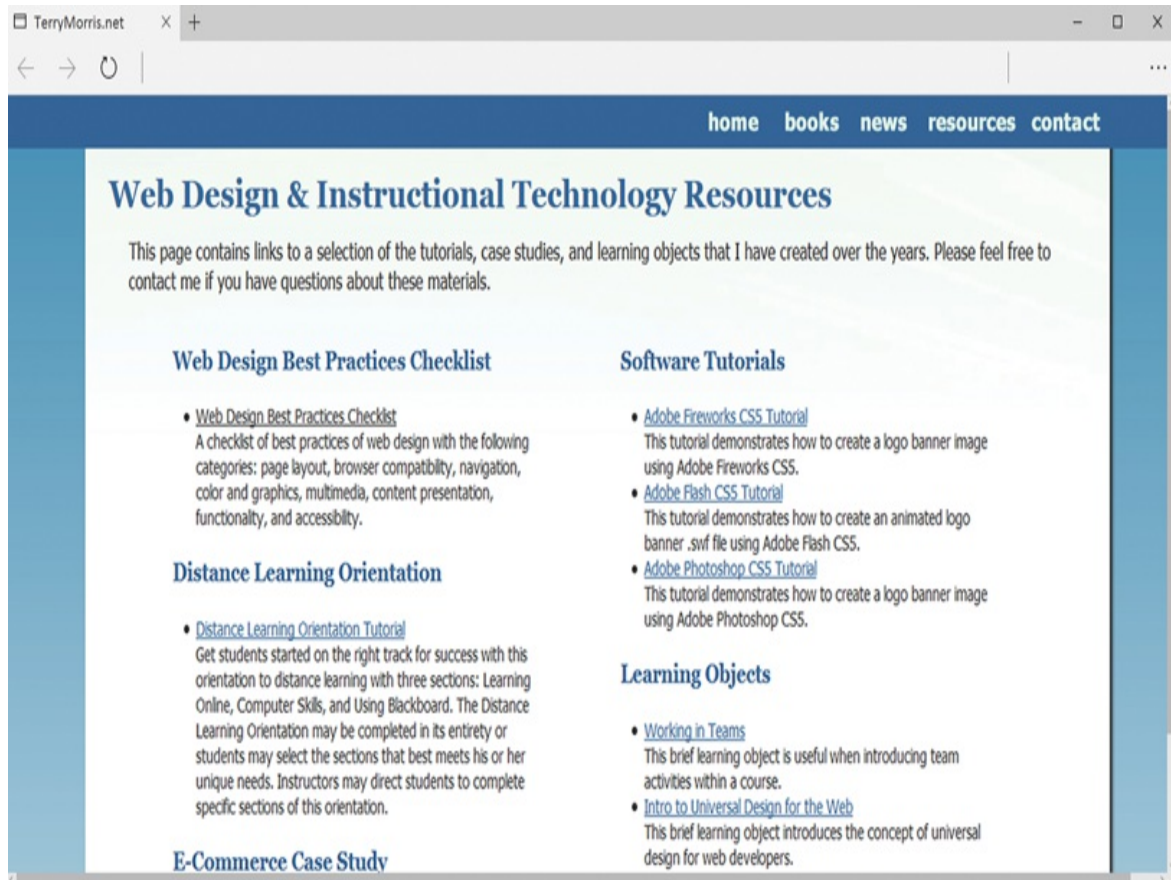 TerryMorris.net
home books news resources contact
Web Design & Instructional Technology Resources
This page contains links to a selection of the tutorials, case studies, and learning objects that I have created over the years. Please feel free to
contact me if you have questions about these materials.
Web Design Best Practices Checklist
• Web Design Best Practices Checklist
A checklist of best practices of web design with the following
categories: page layout, browser compatibility, navigation,
color and graphics, multimedia, content presentation,
functionality, and accessiblity.
Distance Learning Orientation
• Distance Learning Orientation Tutorial
Get students started on the right track for success with this
orientation to distance learning with three sections: Learning
Online, Computer Skills, and Using Blackboard. The Distance
Learning Orientation may be completed in its entirety or
students may select the sections that best meets his or her
unique needs. Instructors may direct students to complete
specific sections of this orientation.
E-Commerce Case Study
Software Tutorials
• Adobe Fireworks CS5 Tutorial
This tutorial demonstrates how to create a logo banner image
using Adobe Fireworks CS5.
• Adobe Flash CS5 Tutorial
This tutorial demonstrates how to create an animated logo
banner .swf file using Adobe Flash CS5.
• Adobe Photoshop CS5 Tutorial
This tutorial demonstrates how to create a logo banner image
using Adobe Photoshop CS5.
Learning Objects
• Working in Teams
This brief learning object is useful when introducing team
activities within a course.
• Intro to Universal Design for the Web
This brief learning object introduces the concept of universal
design for web developers.